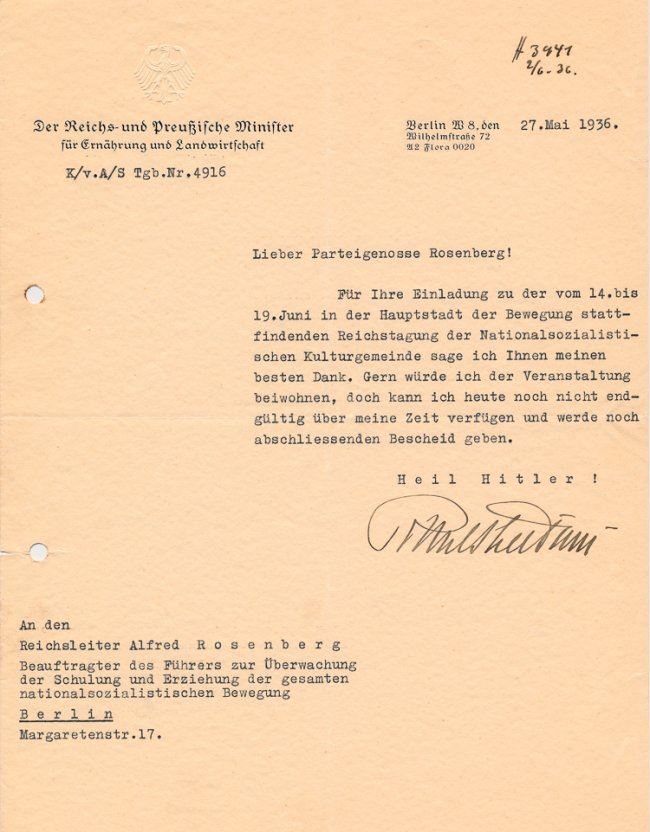 A 3941
2/6.36.
Der Reichs- und Preußische Minister
für Ernährung und Landwirtschaft
K/v.A/S Tgb.Nr.4916
Berlin W 8, den 27.Mai 1936.
Wilhelmstraße 72
A2 Flora 0020
Lieber Parteigenosse Rosenberg!
Für Ihre Einladung zu der vom 14.bis
19.Juni in der Hauptstadt der Bewegung statt-
findenden Reichstagung der Nationalsozialisti-
schen Kulturgemeinde sage ich Ihnen meinen
besten Dank. Gern würde ich der Veranstaltung
beiwohnen, doch kann ich heute noch nicht end-
gültig über meine Zeit verfügen und werde noch
abschliessenden Bescheid geben.
Heil Hitler !
An den
Reichsleiter Alfred Rosenberg
Beauftragter des Führers zur Überwachung
der Schulung und Erziehung der gesamten
nationalsozialistischen Bewegung
Berlin
Margaretenstr.17.